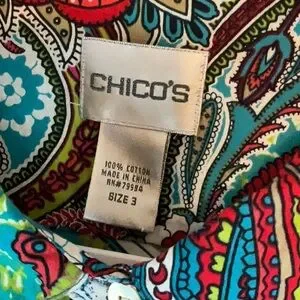 CHICO'S
100% COTTON
MADE IN CHINA
RN#79984
SIZE 3